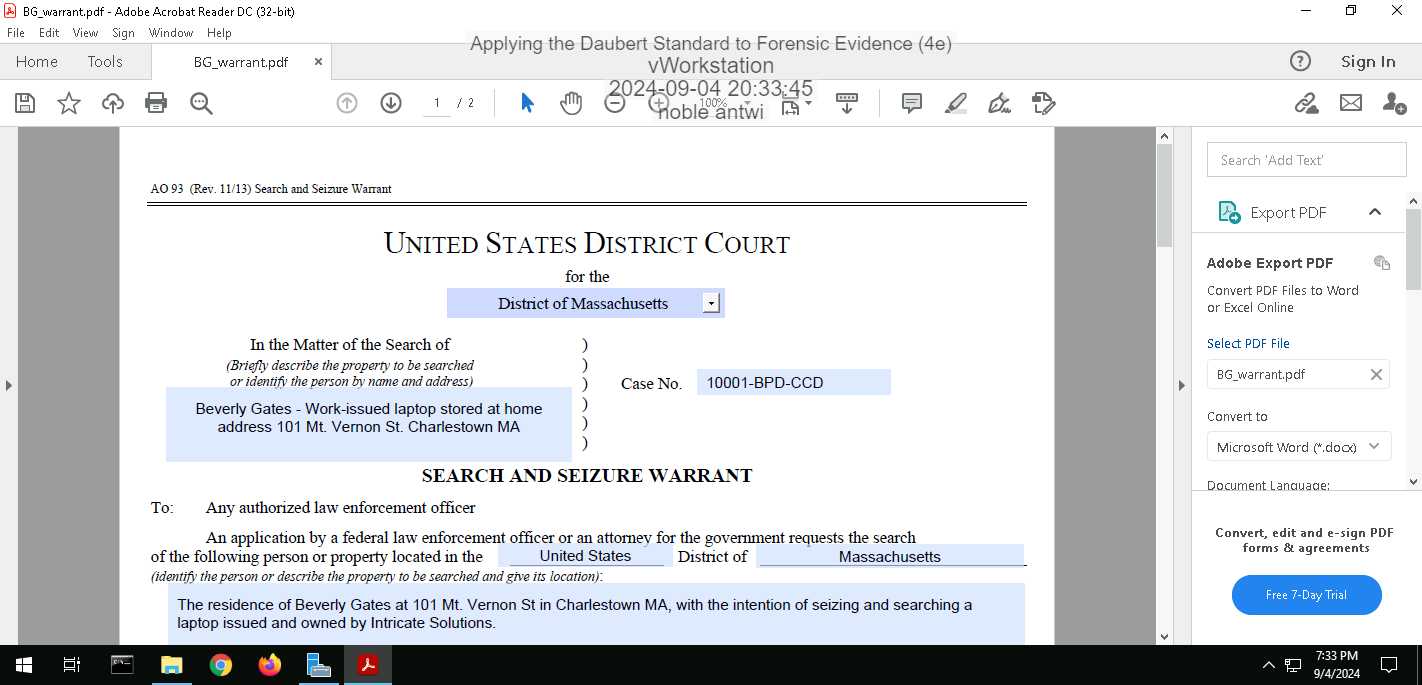 BG_warrant.pdf - Adobe Acrobat Reader DC (32-bit)
File Edit View Sign Window Help
Applying the Daubert Standard to Forensic Evidence (4e)
vWorkstation
2024-09-04 20:33:45
noble antwi
Home Tools BG_warrant.pdf × Sign In
1 / 2 100%
AO 93 (Rev. 11/13) Search and Seizure Warrant
UNITED STATES DISTRICT COURT
for the
District of Massachusetts
In the Matter of the Search of )
(Briefly describe the property to be searched )
or identify the person by name and address) ) Case No. 10001-BPD-CCD
Beverly Gates - Work-issued laptop stored at home )
address 101 Mt. Vernon St. Charlestown MA )
)
SEARCH AND SEIZURE WARRANT
To: Any authorized law enforcement officer
An application by a federal law enforcement officer or an attorney for the government requests the search
of the following person or property located in the United States District of Massachusetts
(identify the person or describe the property to be searched and give its location):
The residence of Beverly Gates at 101 Mt. Vernon St in Charlestown MA, with the intention of seizing and searching a
laptop issued and owned by Intricate Solutions.
Search 'Add Text'
Export PDF
Adobe Export PDF
Convert PDF Files to Word
or Excel Online
Select PDF File
BG_warrant.pdf
Convert to
Microsoft Word (*.docx)
Document Language:
Convert, edit and e-sign PDF
forms & agreements
Free 7-Day Trial
7:33 PM
9/4/2024